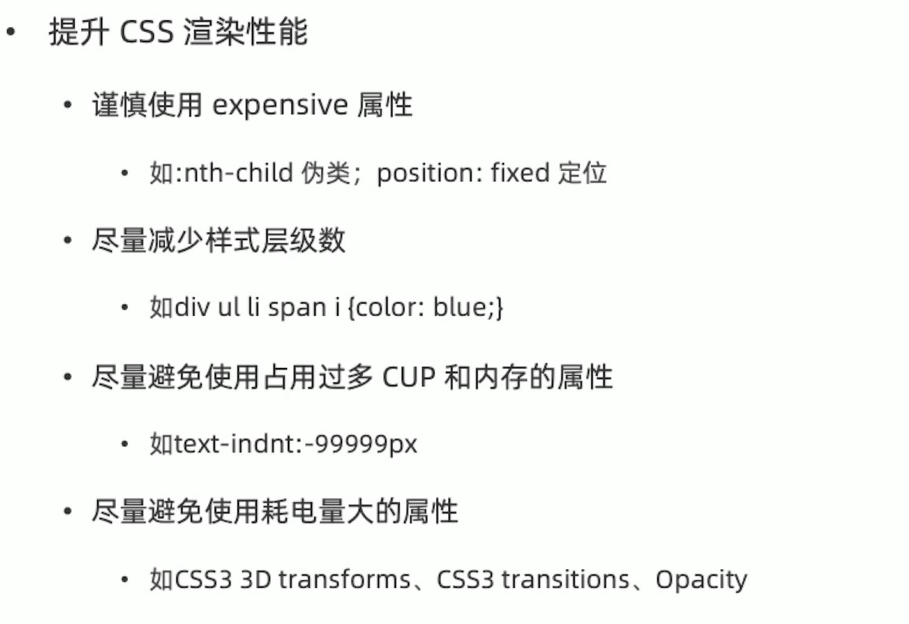 • 提升 CSS 渲染性能
• 谨慎使用 expensive 属性
• 如:nth-child 伪类；position: fixed 定位
• 尽量减少样式层级数
• 如div ul li span i {color: blue;}
• 尽量避免使用占用过多 CUP 和内存的属性
• 如text-indnt:-99999px
• 尽量避免使用耗电量大的属性
• 如CSS3 3D transforms、CSS3 transitions、Opacity